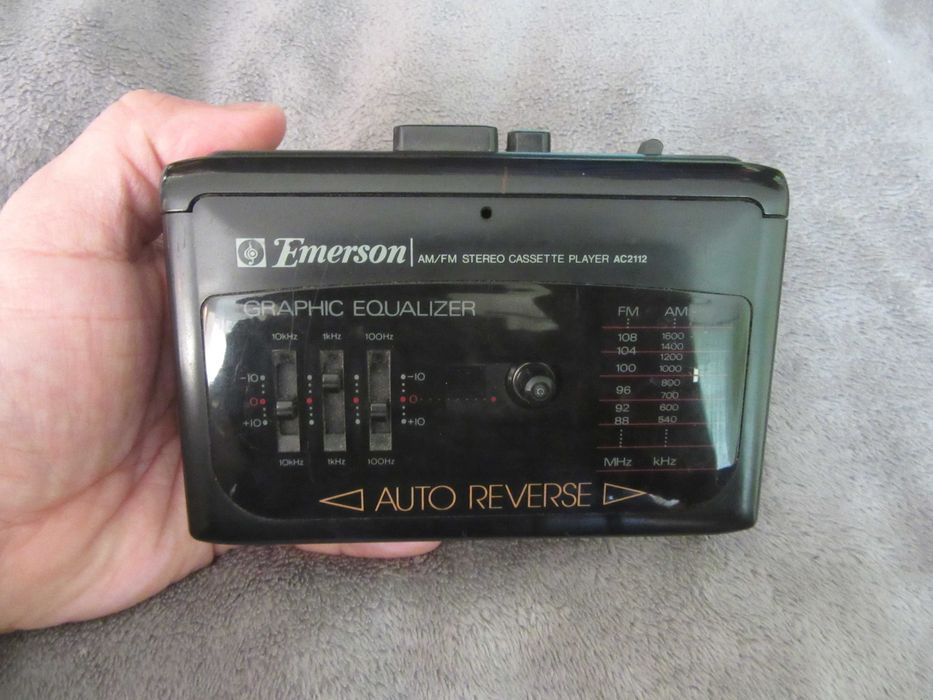 Emerson AM/FM STEREO CASSETTE PLAYER AC2112
GRAPHIC EQUALIZER
10kHz 1kHz 100Hz
-10 -10
0 0
+10 +10
10kHz 1kHz 100Hz
FM AM
108 1600
104 1400
1200
100 1000
800
96 700
92 600
88 540
MHz kHz
AUTO REVERSE